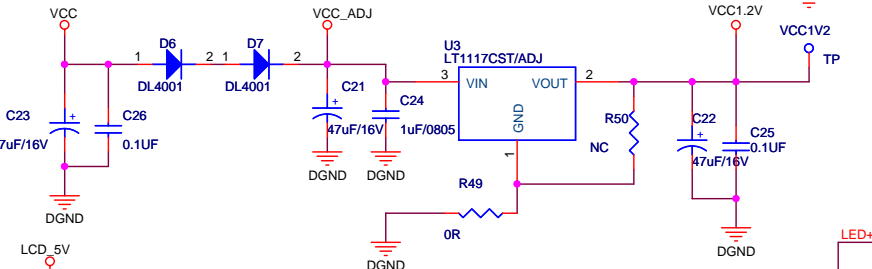 VCC
VCC_ADJ
VCC1.2V
VCC1V2
TP
D6
D7
1
2
1
2
DL4001
DL4001
U3
LT1117CST/ADJ
3
VIN
VOUT
2
GND
1
C23
7uF/16V
C26
0.1UF
C21
47uF/16V
C24
1uF/0805
R50
NC
C22
47uF/16V
C25
0.1UF
DGND
DGND
DGND
R49
0R
DGND
DGND
LCD_5V
LED+